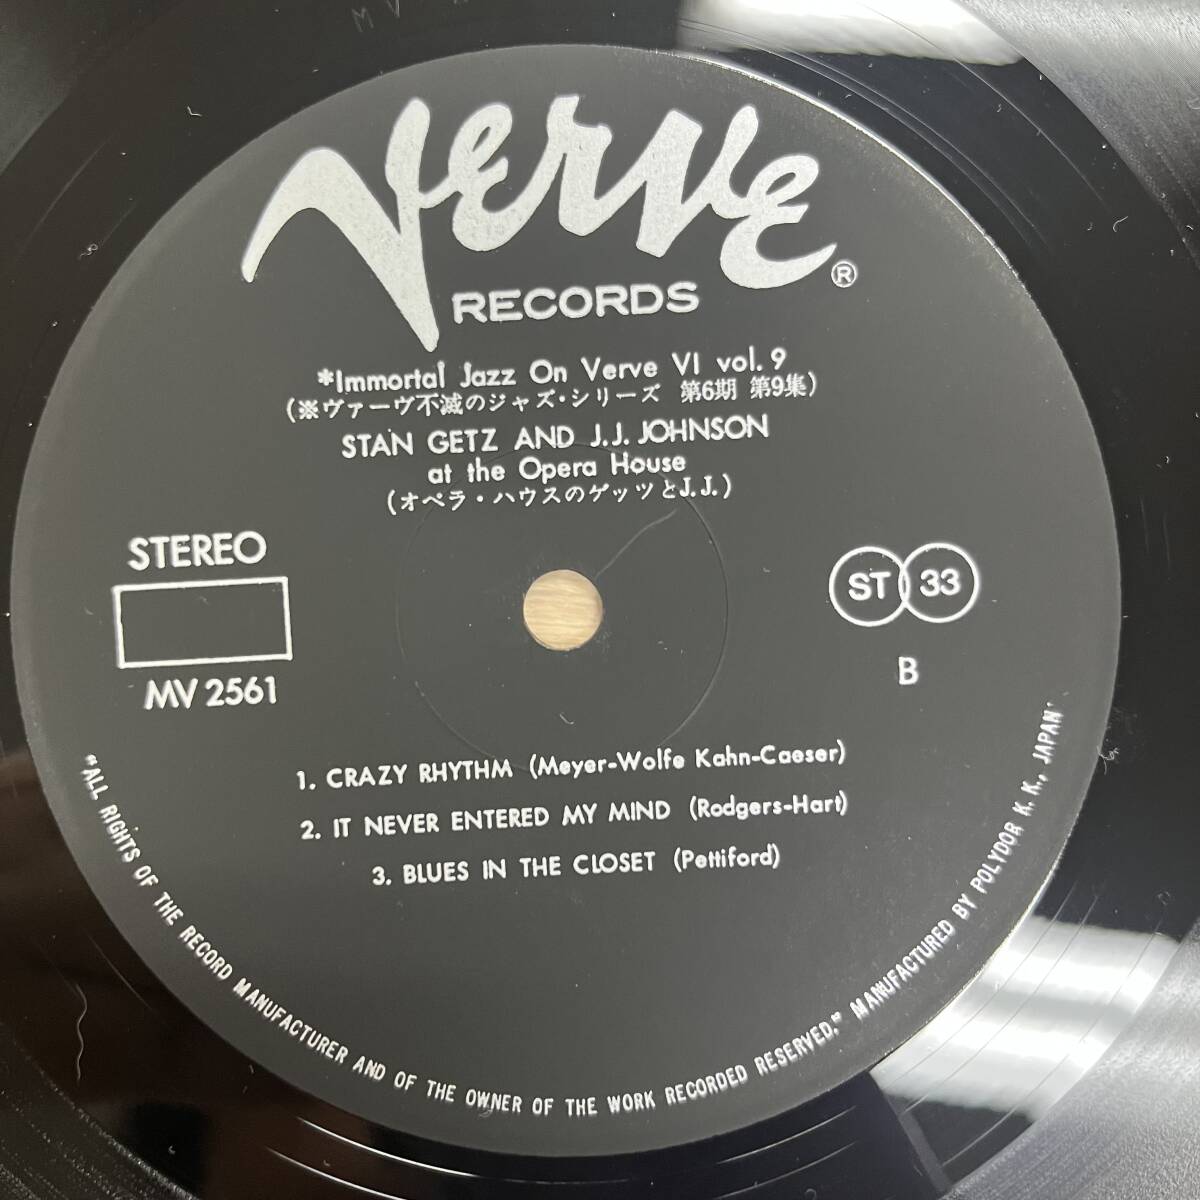 MV
Verve®
RECORDS
*Immortal Jazz On Verve VI vol. 9
(※ヴァーヴ不滅のジャズ・シリーズ 第6期 第9集)
STAN GETZ AND J.J. JOHNSON
at the Opera House
(オペラ・ハウスのゲッツとJ.J.)
STEREO
MV 2561
ST 33
B
1. CRAZY RHYTHM (Meyer-Wolfe Kahn-Caeser)
2. IT NEVER ENTERED MY MIND (Rodgers-Hart)
3. BLUES IN THE CLOSET (Pettiford)
"ALL RIGHTS OF THE RECORD MANUFACTURER AND OF THE OWNER OF THE WORK RECORDED RESERVED." MANUFACTURED BY POLYDOR K. K., JAPAN